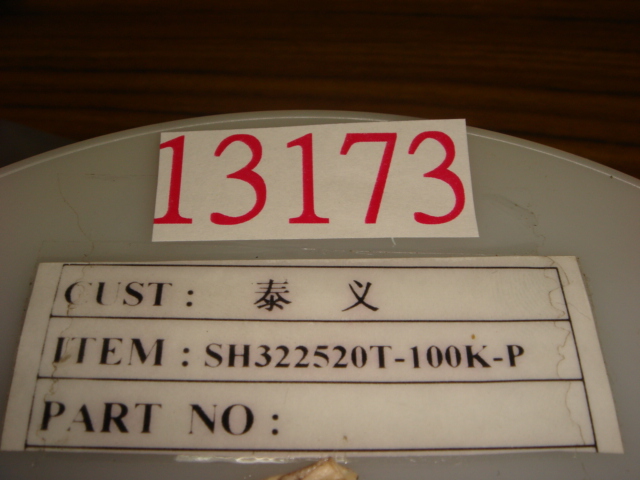 13173
CUST: 泰 义
ITEM: SH322520T-100K-P
PART NO: